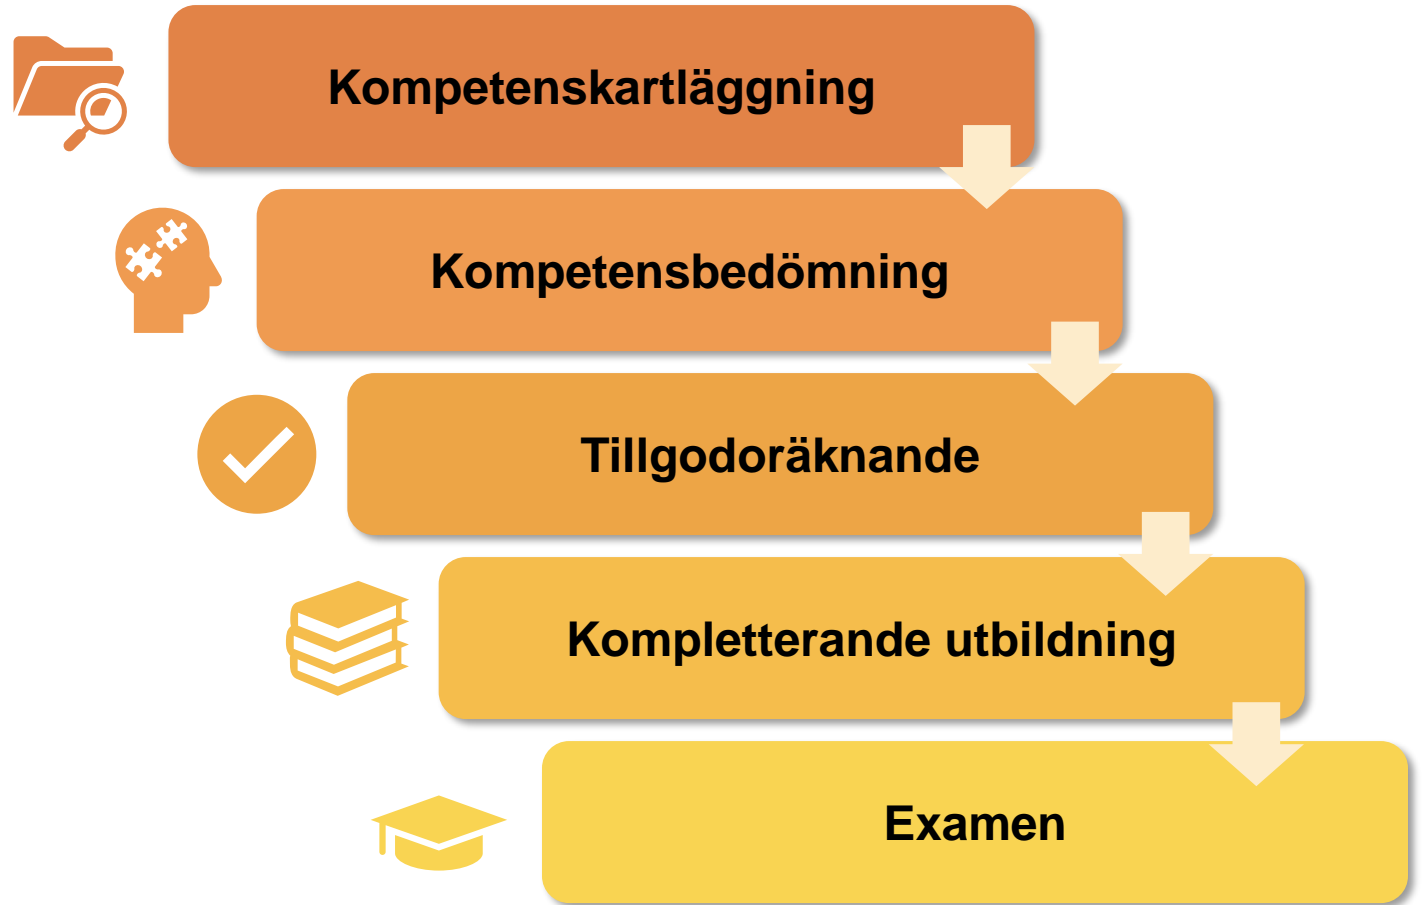 Kompetenskartläggning
Kompetensbedömning
Tillgodoräknande
Kompletterande utbildning
Examen